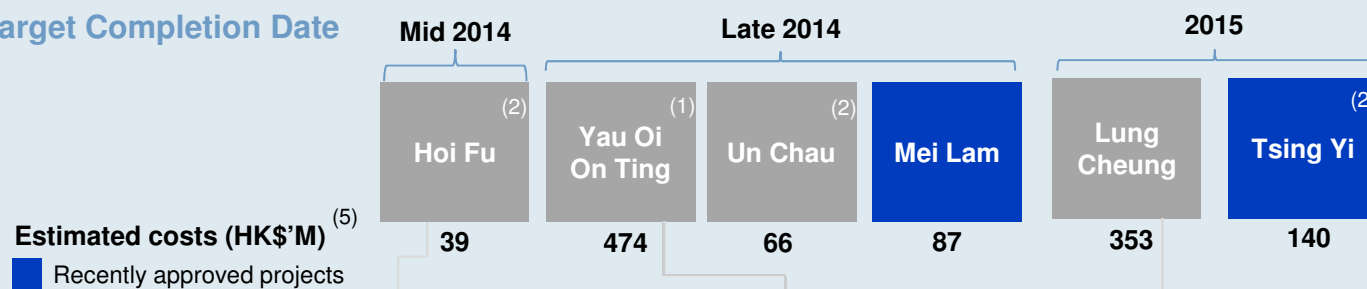 arget Completion Date
Mid 2014
Late 2014
2015
(2)
(1)
(2)
(2
Hoi Fu
Yau Oi
On Ting
Un Chau
Mei Lam
Lung
Cheung
Tsing Yi
Estimated costs (HK$'M) (5)
39
474
66
87
353
140
Recently approved projects